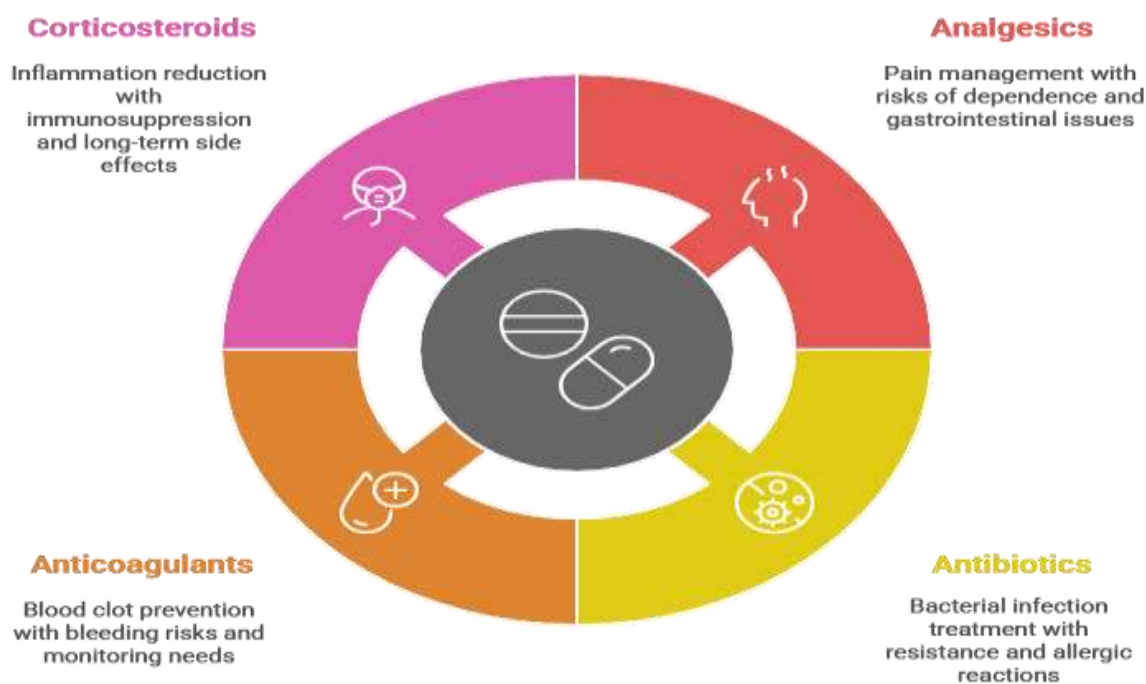 Corticosteroids
Inflammation reduction
with
immunosuppression
and long-term side
effects
Analgesics
Pain management with
risks of dependence and
gastrointestinal issues
Anticoagulants
Blood clot prevention
with bleeding risks and
monitoring needs
Antibiotics
Bacterial infection
treatment with
resistance and allergic
reactions